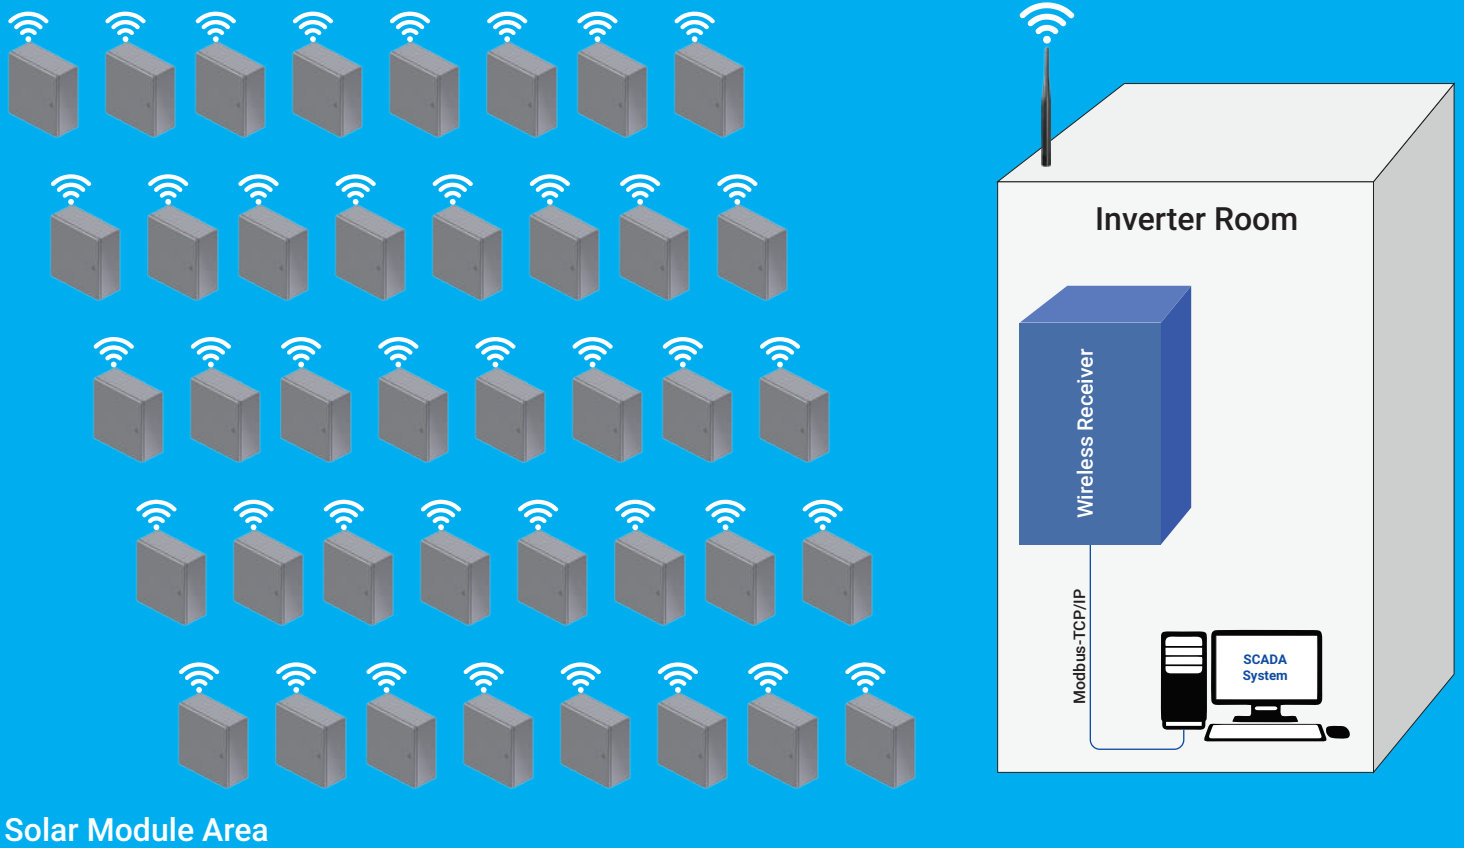 Inverter Room
Wireless Receiver
Modbus-TCP/IP
SCADA
System
Solar Module Area